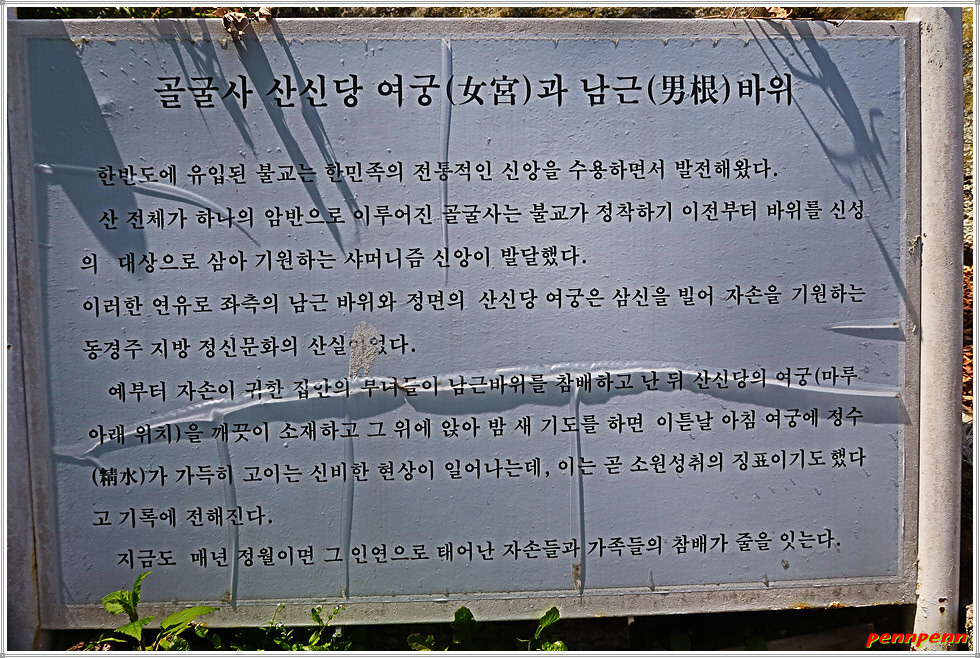 골굴사 산신당 여궁(女宮)과 남근(男根)바위
한반도에 유입된 불교는 한민족의 전통적인 신앙을 수용하면서 발전해왔다.
산 전체가 하나의 암반으로 이루어진 골굴사는 불교가 정착하기 이전부터 바위를 신성
의 대상으로 삼아 기원하는 샤머니즘 신앙이 발달했다.
이러한 연유로 좌측의 남근 바위와 정면의 산신당 여궁은 삼신을 빌어 자손을 기원하는
동경주 지방 정신문화의 산실이었다.
예부터 자손이 귀한 집안의 부녀들이 남근바위를 참배하고 난 뒤 산신당의 여궁(마루
아래 위치)을 깨끗이 소재하고 그 위에 앉아 밤 새 기도를 하면 이튿날 아침 여궁에 정수
(精水)가 가득히 고이는 신비한 현상이 일어나는데, 이는 곧 소원성취의 징표이기도 했다
고 기록에 전해진다.
지금도 매년 정월이면 그 인연으로 태어난 자손들과 가족들의 참배가 줄을 잇는다.
pennpenn